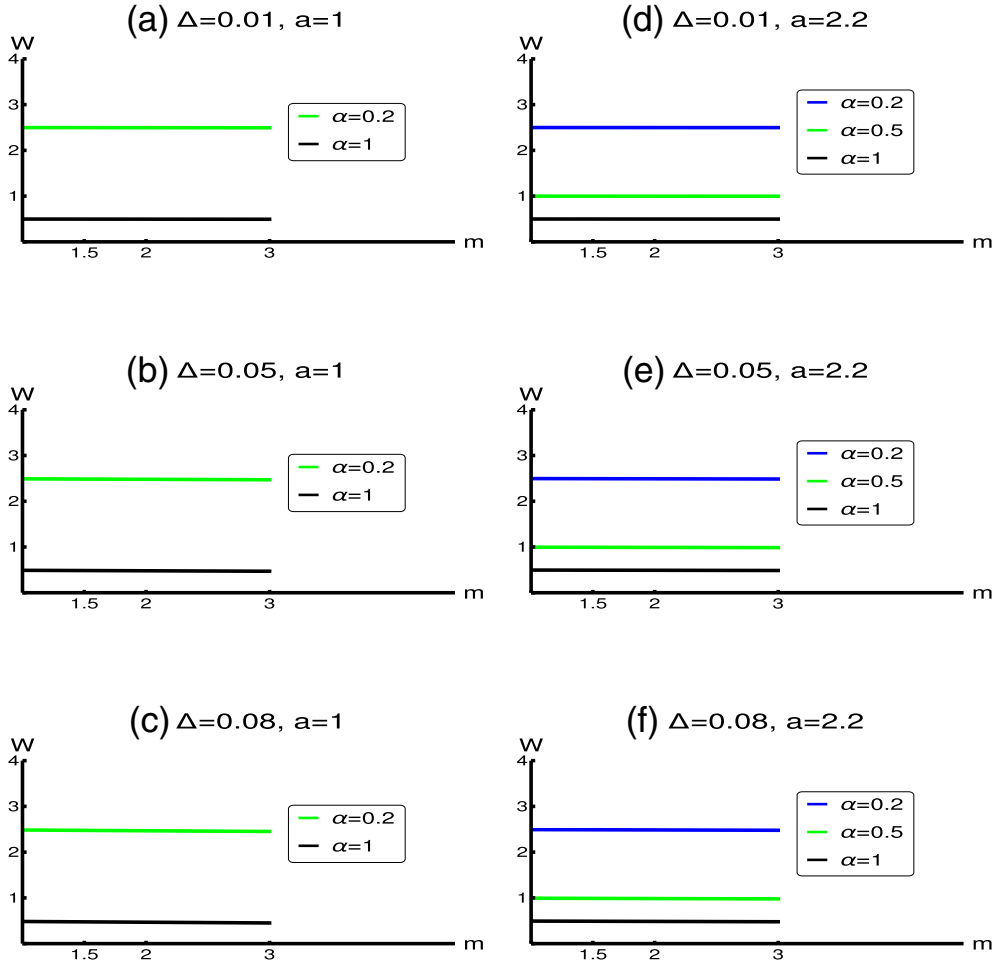 (a) Δ=0.01, a=1
W
4
3
2
1
1.5 2 3 m
α=0.2
α=1
(d) Δ=0.01, a=2.2
W
4
3
2
1
1.5 2 3 m
α=0.2
α=0.5
α=1
(b) Δ=0.05, a=1
W
4
3
2
1
1.5 2 3 m
α=0.2
α=1
(e) Δ=0.05, a=2.2
W
4
3
2
1
1.5 2 3 m
α=0.2
α=0.5
α=1
(c) Δ=0.08, a=1
W
4
3
2
1
1.5 2 3 m
α=0.2
α=1
(f) Δ=0.08, a=2.2
W
4
3
2
1
1.5 2 3 m
α=0.2
α=0.5
α=1